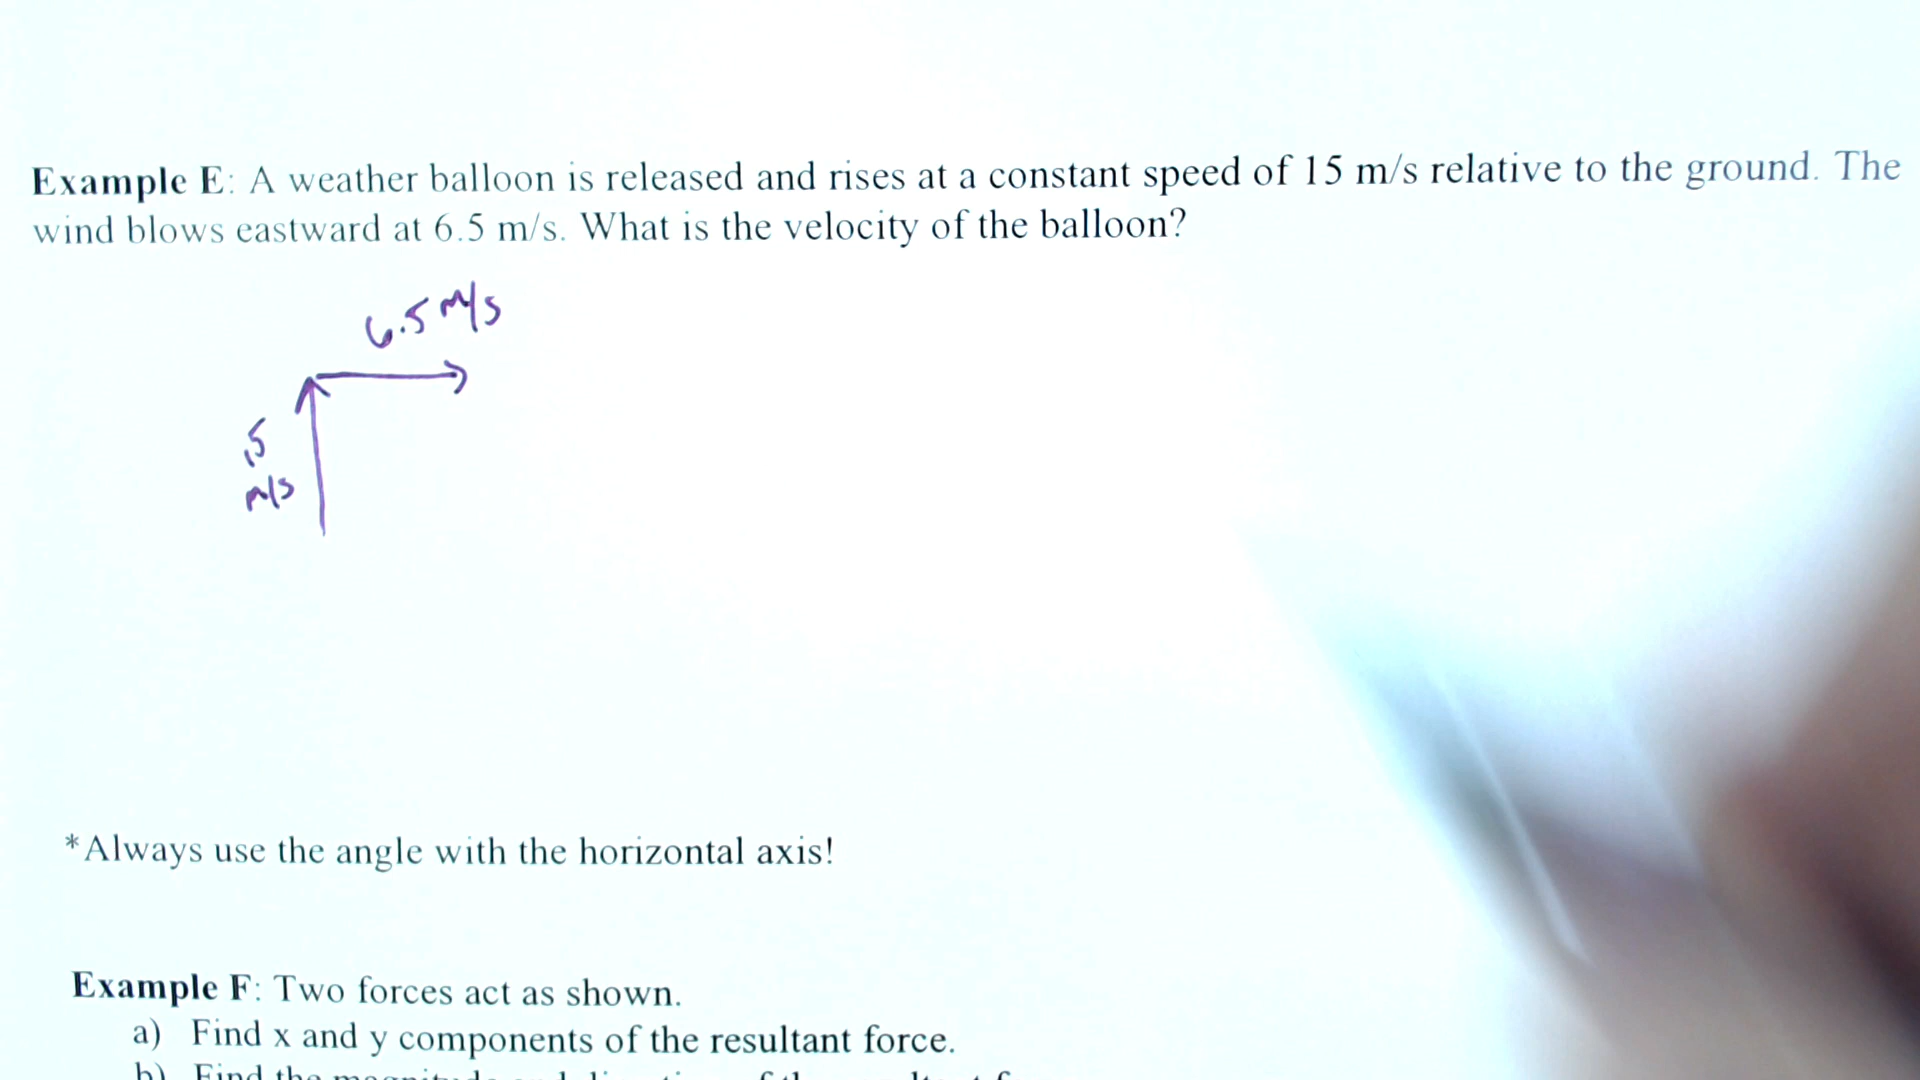 Example E: A weather balloon is released and rises at a constant speed of 15 m/s relative to the ground. The
wind blows eastward at 6.5 m/s. What is the velocity of the balloon?
6.5 m/s
15
m/s
*Always use the angle with the horizontal axis!
Example F: Two forces act as shown.
a) Find x and y components of the resultant force.
b) Find the